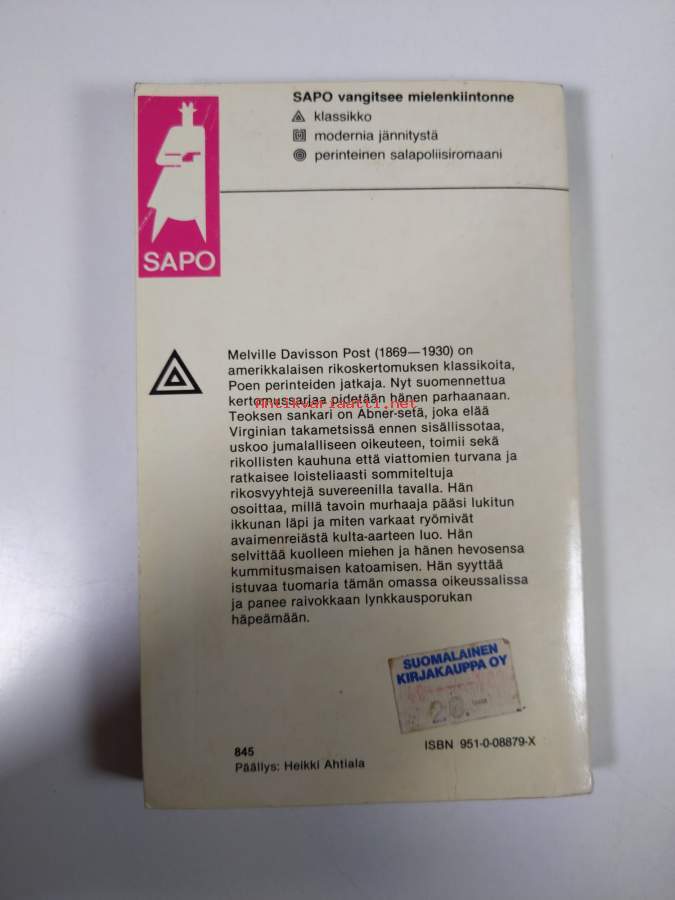 SAPO vangitsee mielenkiintonne
klassikko
modernia jännitystä
perinteinen salapoliisiromaani
SAPO
Melville Davisson Post (1869—1930) on
amerikkalaisen rikoskertomuksen klassikoita,
Poen perinteiden jatkaja. Nyt suomennettua
kertomussarjaa pidetään hänen parhaanaan.
Antikvariaatti.net
Teoksen sankari on Abner-setä, joka elää
Virginian takametsissä ennen sisällissotaa,
uskoo jumalalliseen oikeuteen, toimii sekä
rikollisten kauhuna että viattomien turvana ja
ratkaisee loisteliaasti sommiteltuja
rikosvyyhtejä suvereenilla tavalla. Hän
osoittaa, millä tavoin murhaaja pääsi lukitun
ikkunan läpi ja miten varkaat ryömivät
avaimenreiästä kulta-aarteen luo. Hän
selvittää kuolleen miehen ja hänen hevosensa
kummitusmaisen katoamisen. Hän syyttää
istuvaa tuomaria tämän omassa oikeussalissa
ja panee raivokkaan lynkkausporukan
häpeämään.
SUOMALAINEN
KIRJAKAUPPA OY
20.
845
Päällys: Heikki Ahtiala
ISBN 951-0-08879-X